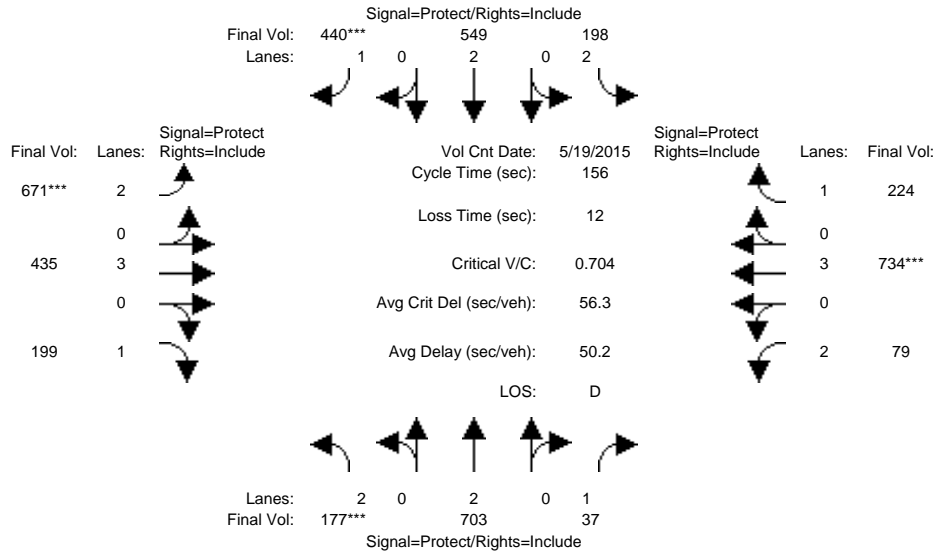 Signal=Protect/Rights=Include
Final Vol: 440*** 549 198
Lanes: 1 0 2 0 2
Signal=Protect Signal=Protect
Final Vol: Lanes: Rights=Include Vol Cnt Date: 5/19/2015 Rights=Include Lanes: Final Vol:
Cycle Time (sec): 156
671*** 2 1 224
Loss Time (sec): 12
0 0
435 3 Critical V/C: 0.704 3 734***
0 Avg Crit Del (sec/veh): 56.3 0
199 1 Avg Delay (sec/veh): 50.2 2 79
LOS: D
Lanes: 2 0 2 0 1
Final Vol: 177*** 703 37
Signal=Protect/Rights=Include